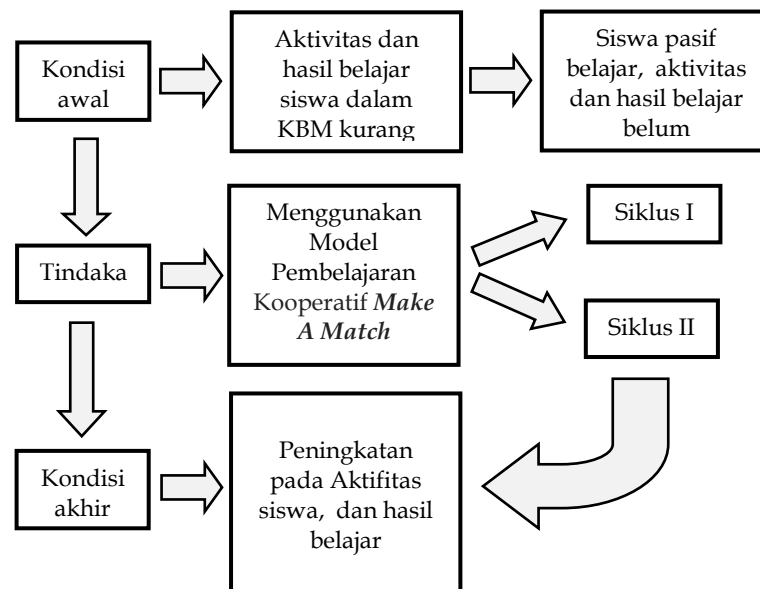 Kondisi
awal
Aktivitas dan
hasil belajar
siswa dalam
KBM kurang
Siswa pasif
belajar, aktivitas
dan hasil belajar
belum
Tindaka
Menggunakan
Model
Pembelajaran
Kooperatif Make
A Match
Siklus I
Siklus II
Kondisi
akhir
Peningkatan
pada Aktifitas
siswa, dan hasil
belajar